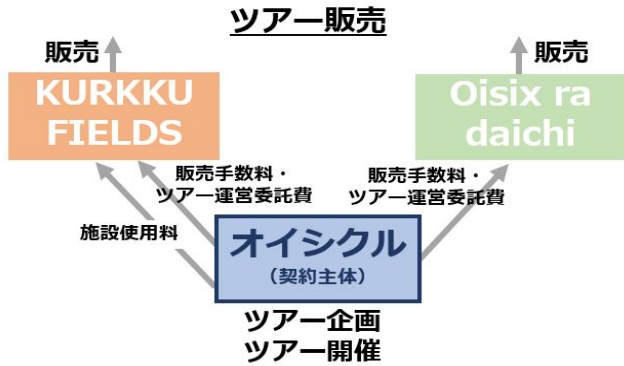 ツアー販売
販売
販売
KURKKU
FIELDS
Oisix ra
daichi
販売手数料・
ツアー運営委託費
販売手数料・
ツアー運営委託費
施設使用料
オイシクル
（契約主体）
ツアー企画
ツアー開催